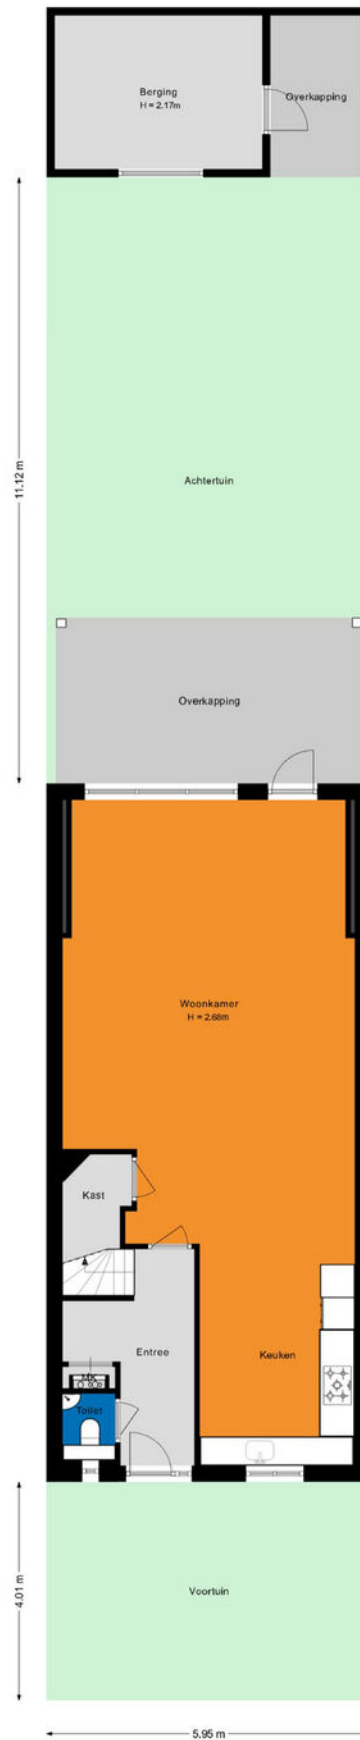 Berging
H = 2.17m
Overkapping
11.12 m
Achtertuin
Overkapping
Woonkamer
H = 2.68m
Kast
Entree
Keuken
MK
Toilet
4.01 m
Voortuin
5.95 m